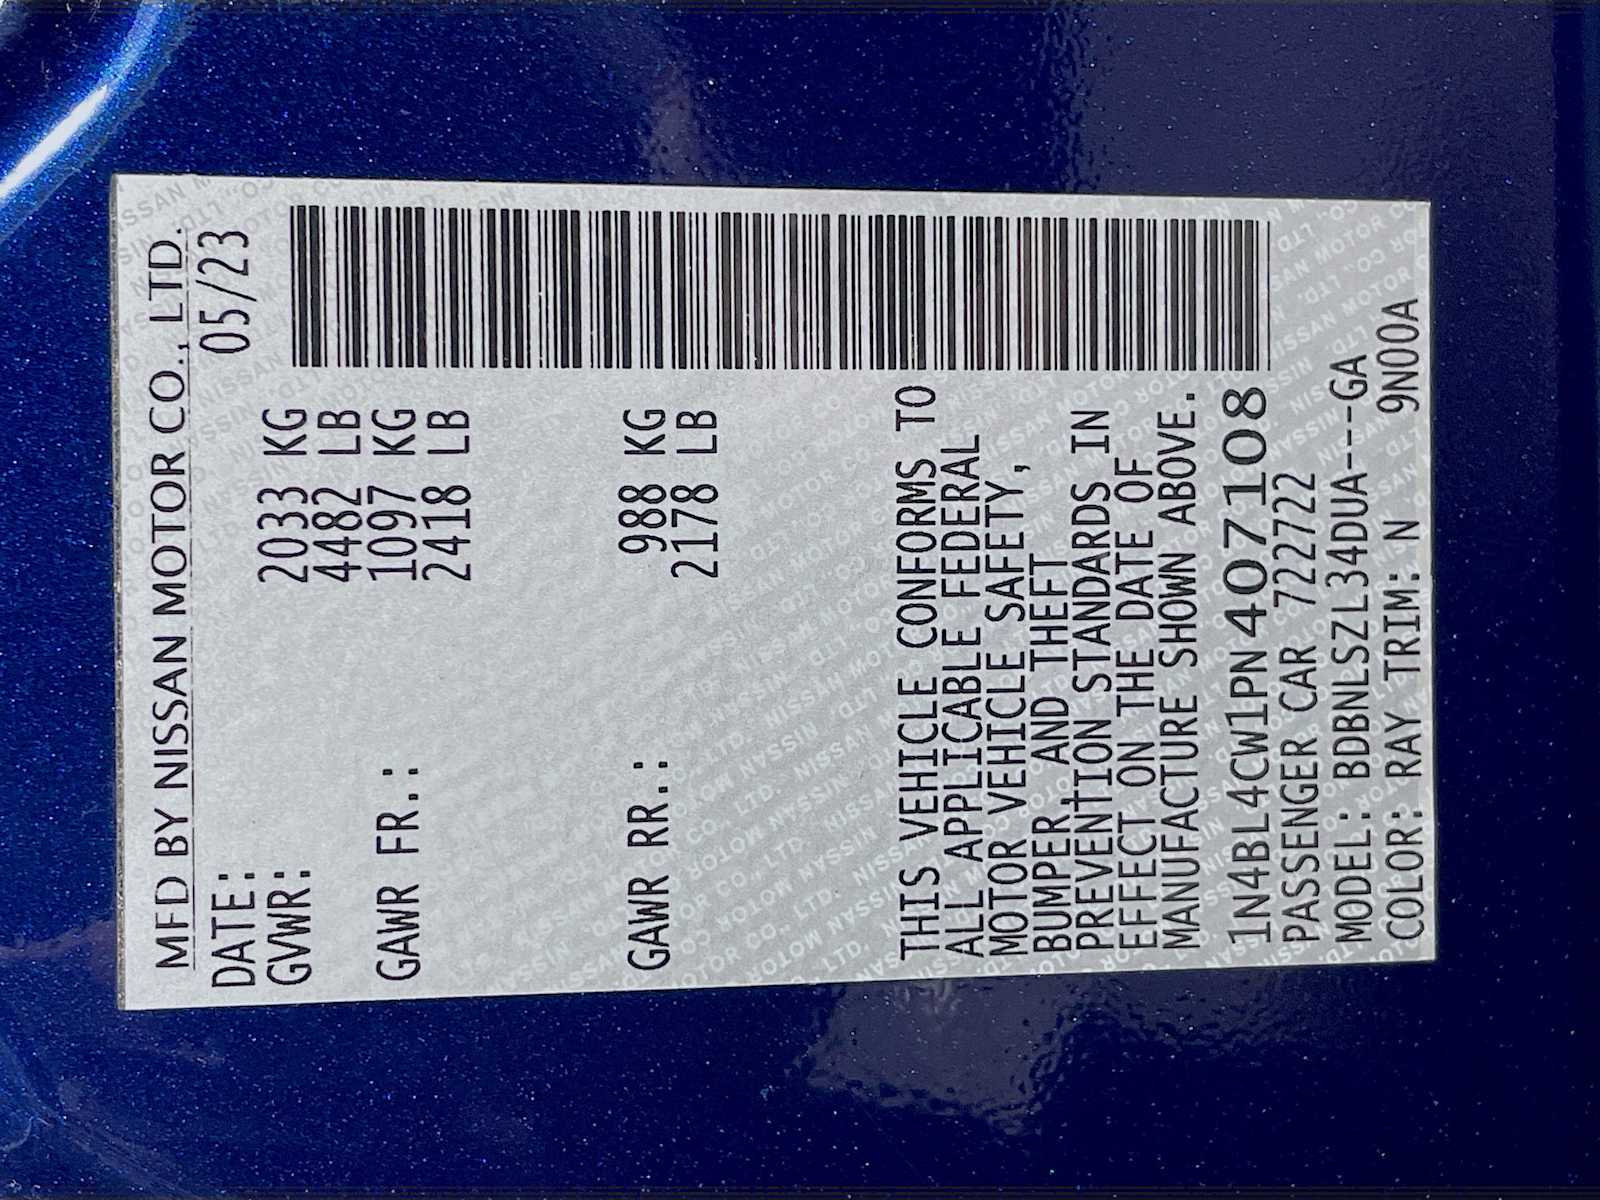 MFD BY NISSAN MOTOR CO., LTD.
DATE: 05/23
GVWR: 2033 KG
4482 LB
GAWR FR.: 1097 KG
2418 LB
GAWR RR.: 988 KG
2178 LB
THIS VEHICLE CONFORMS TO
ALL APPLICABLE FEDERAL
MOTOR VEHICLE SAFETY,
BUMPER, AND THEFT
PREVENTION STANDARDS IN
EFFECT ON THE DATE OF
MANUFACTURE SHOWN ABOVE.
1N4BL4CW1PN407108
PASSENGER CAR 722722
MODEL: BDBNLSZL34DUA---GA
COLOR: RAY TRIM: N 9N00A